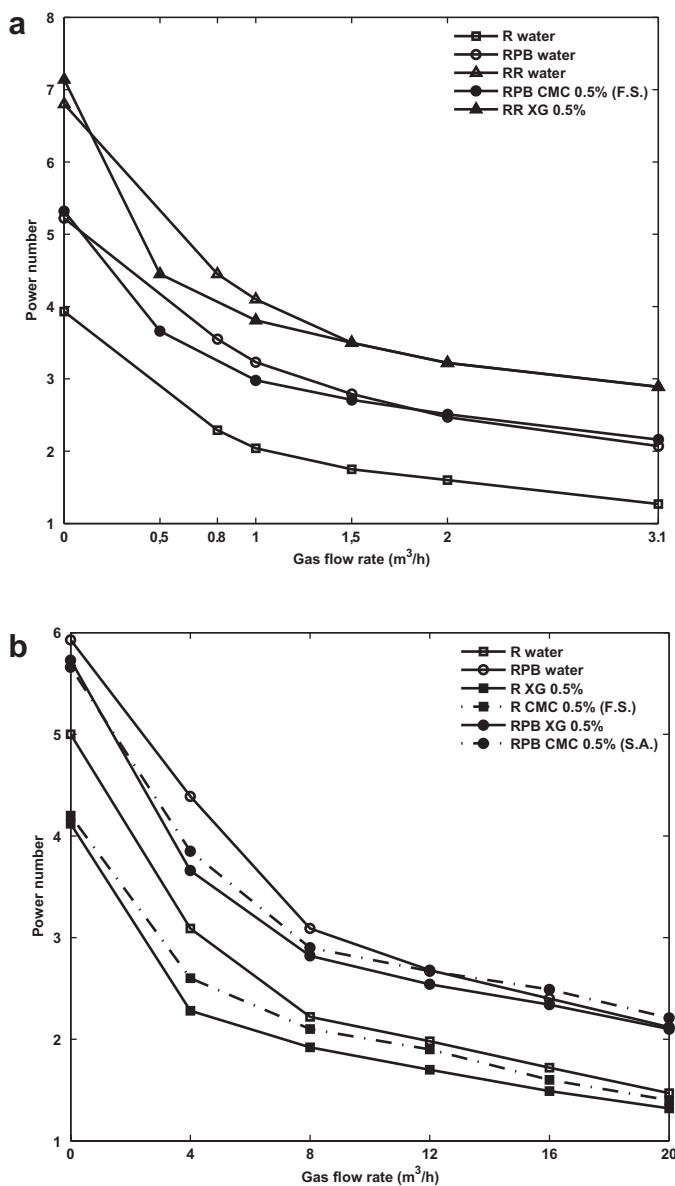 a
8
7
6
5
4
3
2
1
Power number
R water
RPB water
RR water
RPB CMC 0.5% (F.S.)
RR XG 0.5%
0 0,5 0.8 1 1,5 2 3.1
Gas flow rate (m³/h)
b
6
5
4
3
2
1
Power number
R water
RPB water
R XG 0.5%
R CMC 0.5% (F.S.)
RPB XG 0.5%
RPB CMC 0.5% (S.A.)
0 4 8 12 16 20
Gas flow rate (m³/h)